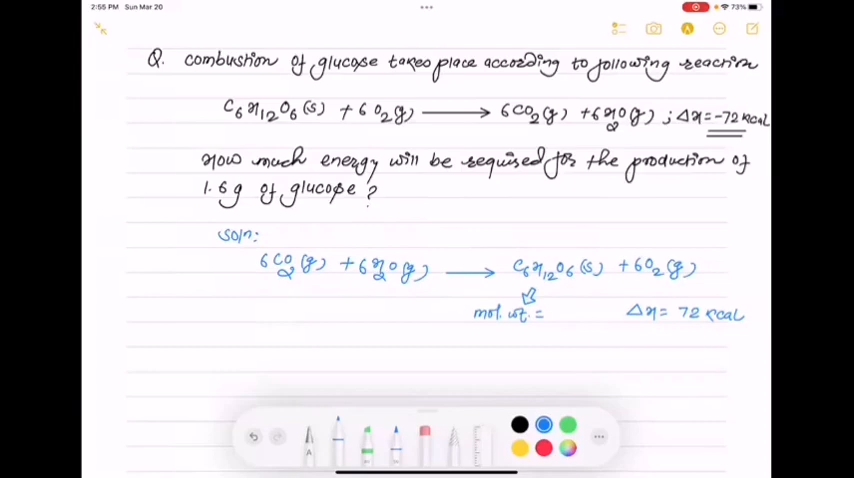 2:55 PM Sun Mar 20
73%
Q. combustion of glucose takes place according to following reaction
C6H12O6(s) + 6O2(g) ⟶ 6CO2(g) + 6H2O(g) ; ΔH = -72 kcal
How much energy will be required for the production of
1.6g of glucose ?
Soln:
6CO2(g) + 6H2O(g) ⟶ C6H12O6(s) + 6O2(g)
mol. wt. = ΔH = 72 kcal
A